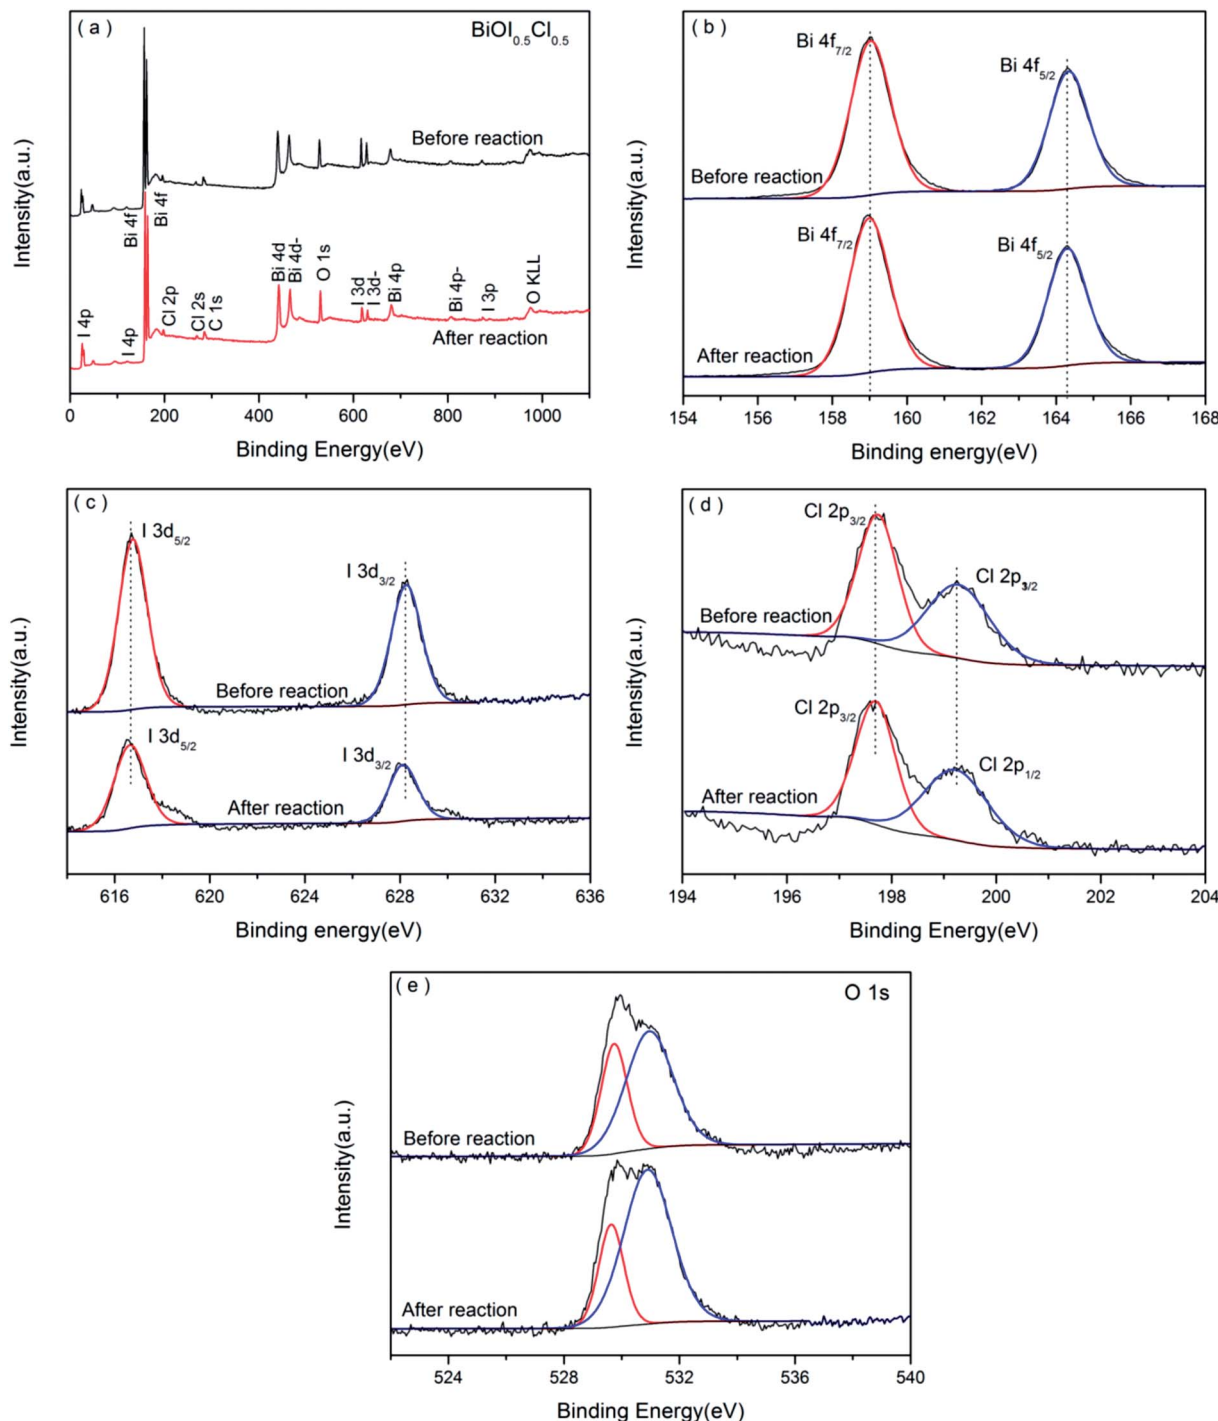 ( a )
BiOI0.5Cl0.5
Before reaction
Bi 4f
Bi 4f
I 4p
I 4p
Cl 2p
Cl 2s
C 1s
Bi 4d
Bi 4d-
O 1s
I 3d
I 3d-
Bi 4p
Bi 4p-
I 3p
O KLL
After reaction
Intensity(a.u.)
0 200 400 600 800 1000
Binding Energy(eV)
( b )
Bi 4f7/2
Bi 4f5/2
Before reaction
Bi 4f7/2
Bi 4f5/2
After reaction
Intensity(a.u.)
154 156 158 160 162 164 166 168
Binding energy(eV)
( c )
I 3d5/2
I 3d3/2
Before reaction
I 3d5/2
I 3d3/2
After reaction
Intensity(a.u.)
616 620 624 628 632 636
Binding energy(eV)
( d )
Cl 2p3/2
Before reaction
Cl 2p
Cl 2p3/2
Cl 2p1/2
After reaction
Intensity(a.u.)
194 196 198 200 202 204
Binding Energy(eV)
( e )
O 1s
Before reaction
After reaction
Intensity(a.u.)
524 528 532 536 540
Binding Energy(eV)